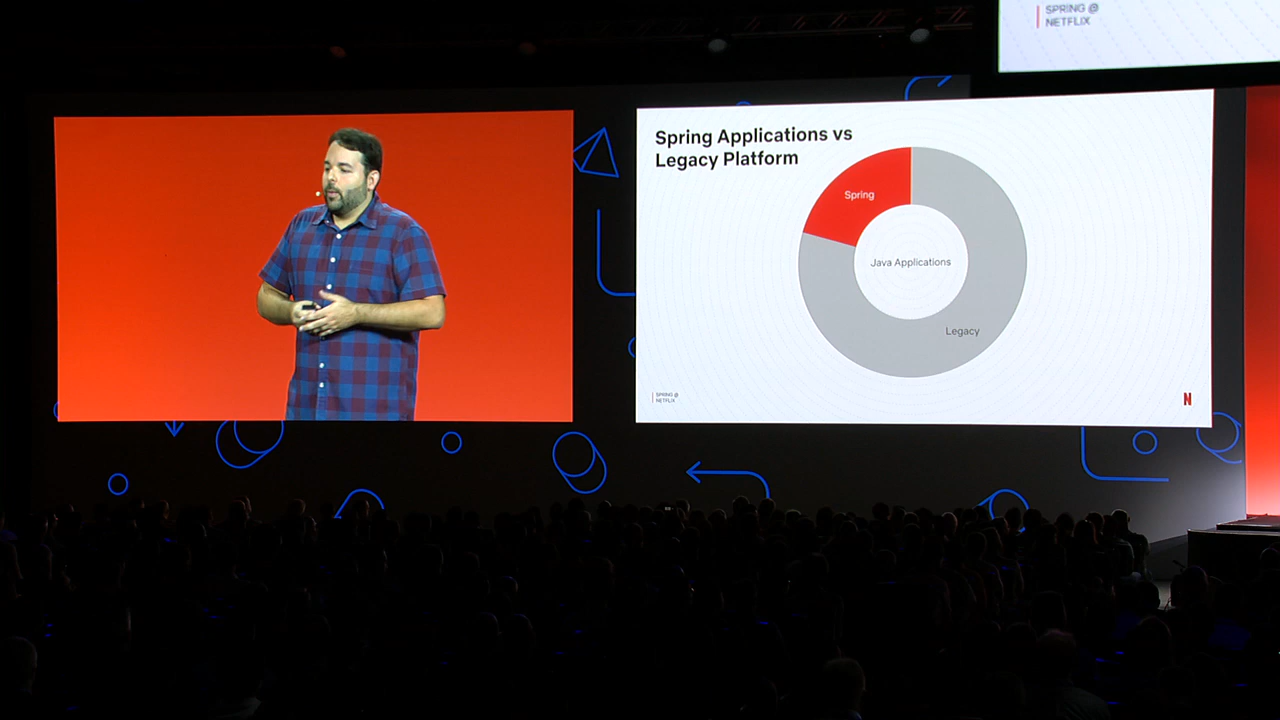 SPRING @
NETFLIX
Spring Applications vs
Legacy Platform
Spring
Java Applications
Legacy
SPRING @
NETFLIX
N